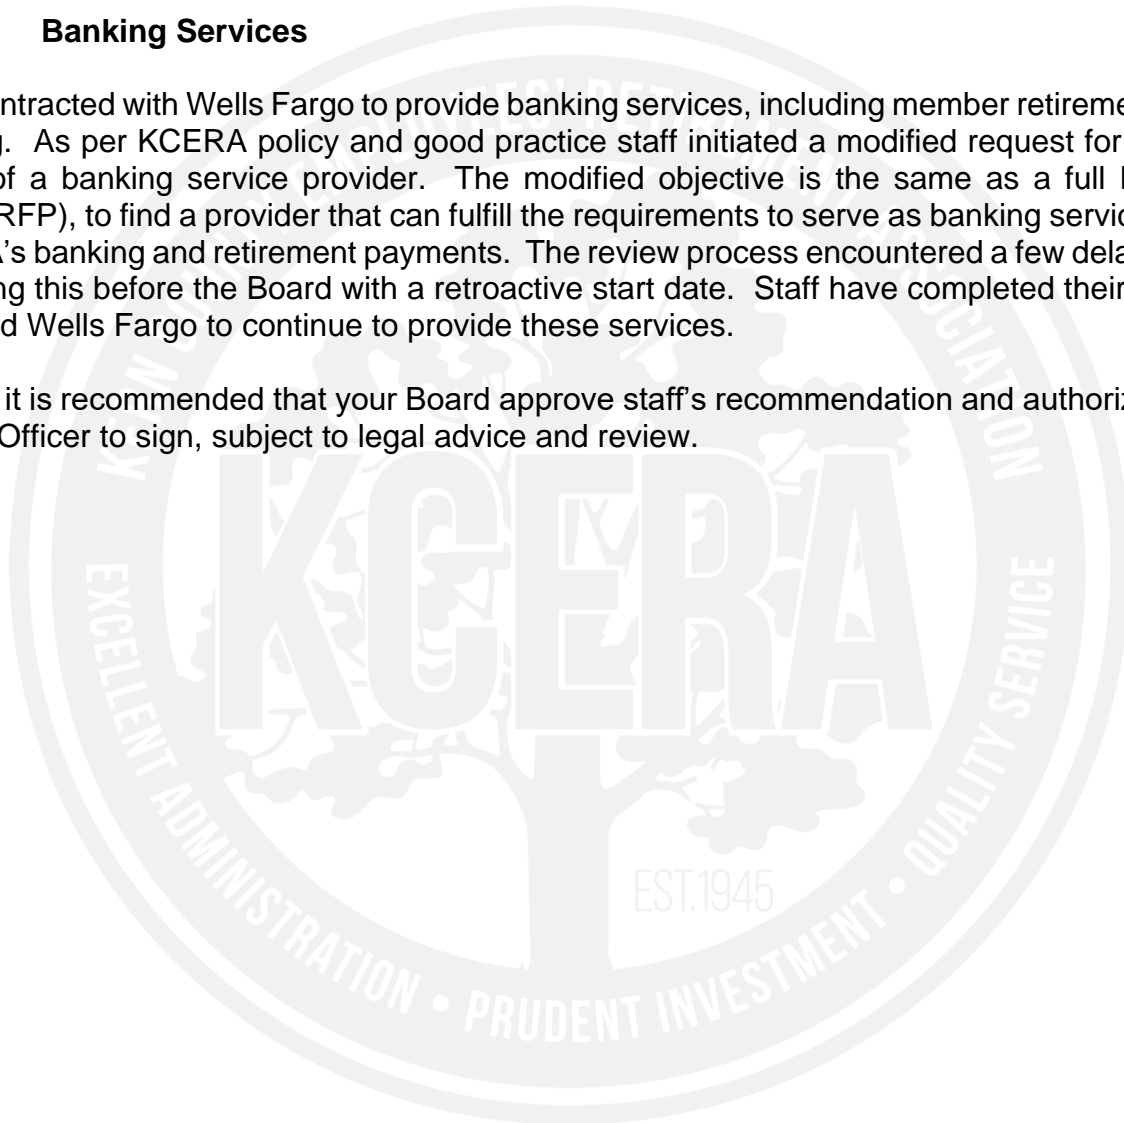 Banking Services
ntracted with Wells Fargo to provide banking services, including member retireme
g. As per KCERA policy and good practice staff initiated a modified request for
of a banking service provider. The modified objective is the same as a full
RFP), to find a provider that can fulfill the requirements to serve as banking servic
A's banking and retirement payments. The review process encountered a few dela
ng this before the Board with a retroactive start date. Staff have completed their
d Wells Fargo to continue to provide these services.
it is recommended that your Board approve staff's recommendation and authoriz
Officer to sign, subject to legal advice and review.
KERN COUNTY EMPLOYEES' RETIREMENT ASSOCIATION
KCERA
EST.1945
EXCELLENT ADMINISTRATION • PRUDENT INVESTMENT • QUALITY SERVICE